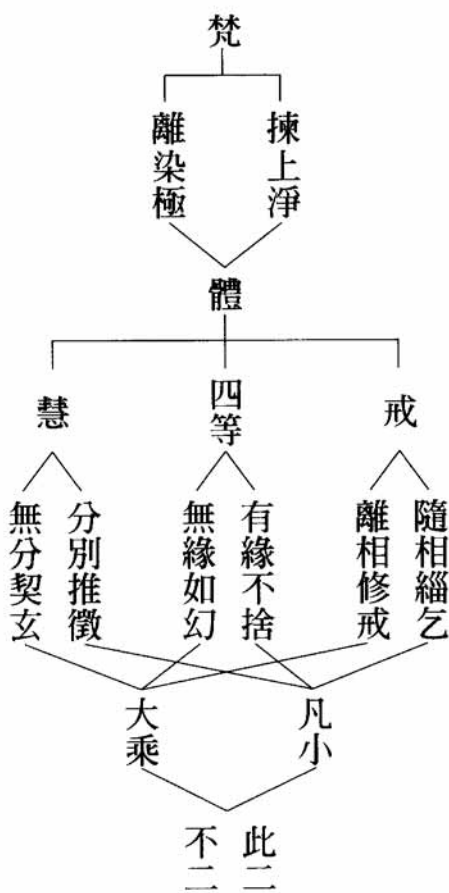 梵
揀上淨
離染極
體
戒
四等
慧
隨相緇乞
離相修戒
有緣不捨
無緣如幻
分別推徵
無分契玄
凡小
大乘
此二
不二